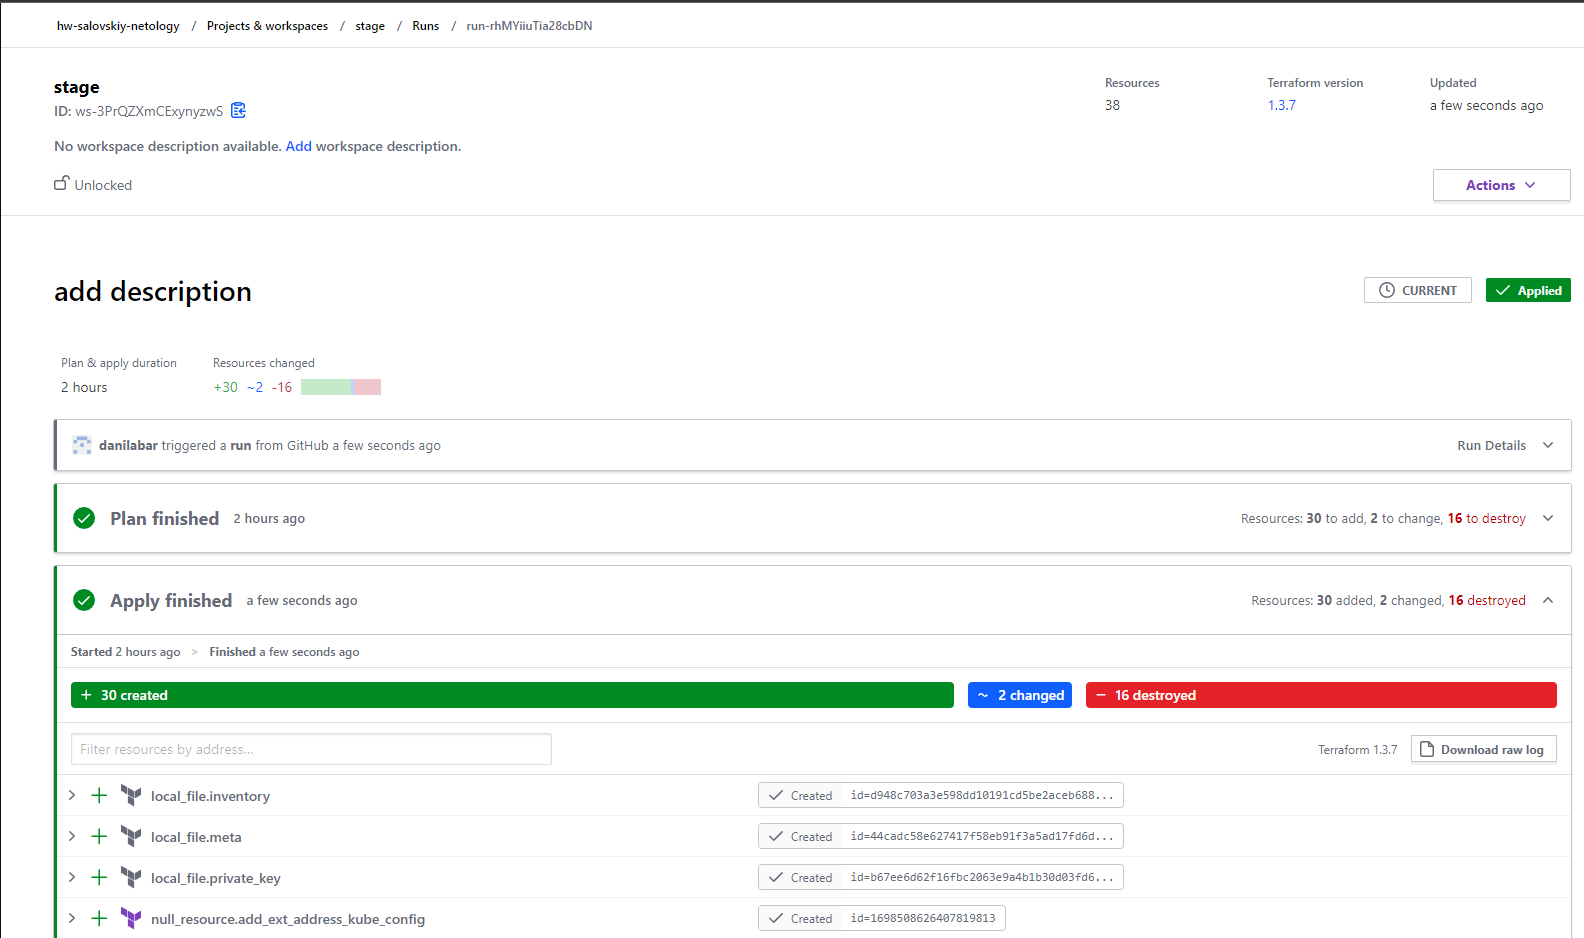 hw-salovskiy-netology / Projects & workspaces / stage / Runs / run-rhMYiiuTia28cbDN
stage
ID: ws-3PrQZXmCExynyzwS
Resources
38
Terraform version
1.3.7
Updated
a few seconds ago
No workspace description available. Add workspace description.
Unlocked
Actions
add description
CURRENT
Applied
Plan & apply duration
2 hours
Resources changed
+30 ~2 -16
danilabar triggered a run from GitHub a few seconds ago
Run Details
Plan finished 2 hours ago
Resources: 30 to add, 2 to change, 16 to destroy
Apply finished a few seconds ago
Resources: 30 added, 2 changed, 16 destroyed
Started 2 hours ago > Finished a few seconds ago
+ 30 created
~ 2 changed
− 16 destroyed
Filter resources by address...
Terraform 1.3.7
Download raw log
local_file.inventory
Created id=d948c703a3e598dd10191cd5be2aceb688...
local_file.meta
Created id=44cadc58e627417f58eb91f3a5ad17fd6d...
local_file.private_key
Created id=b67ee6d62f16fbc2063e9a4b1b30d03fd6...
null_resource.add_ext_address_kube_config
Created id=1698508626407819813